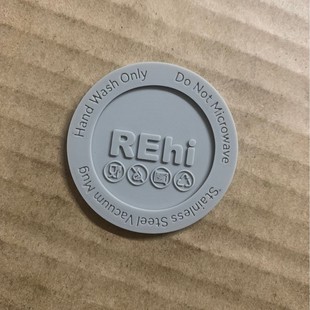 Hand Wash Only
Do Not Microwave
REhi
Stainless Steel Vacuum Mug